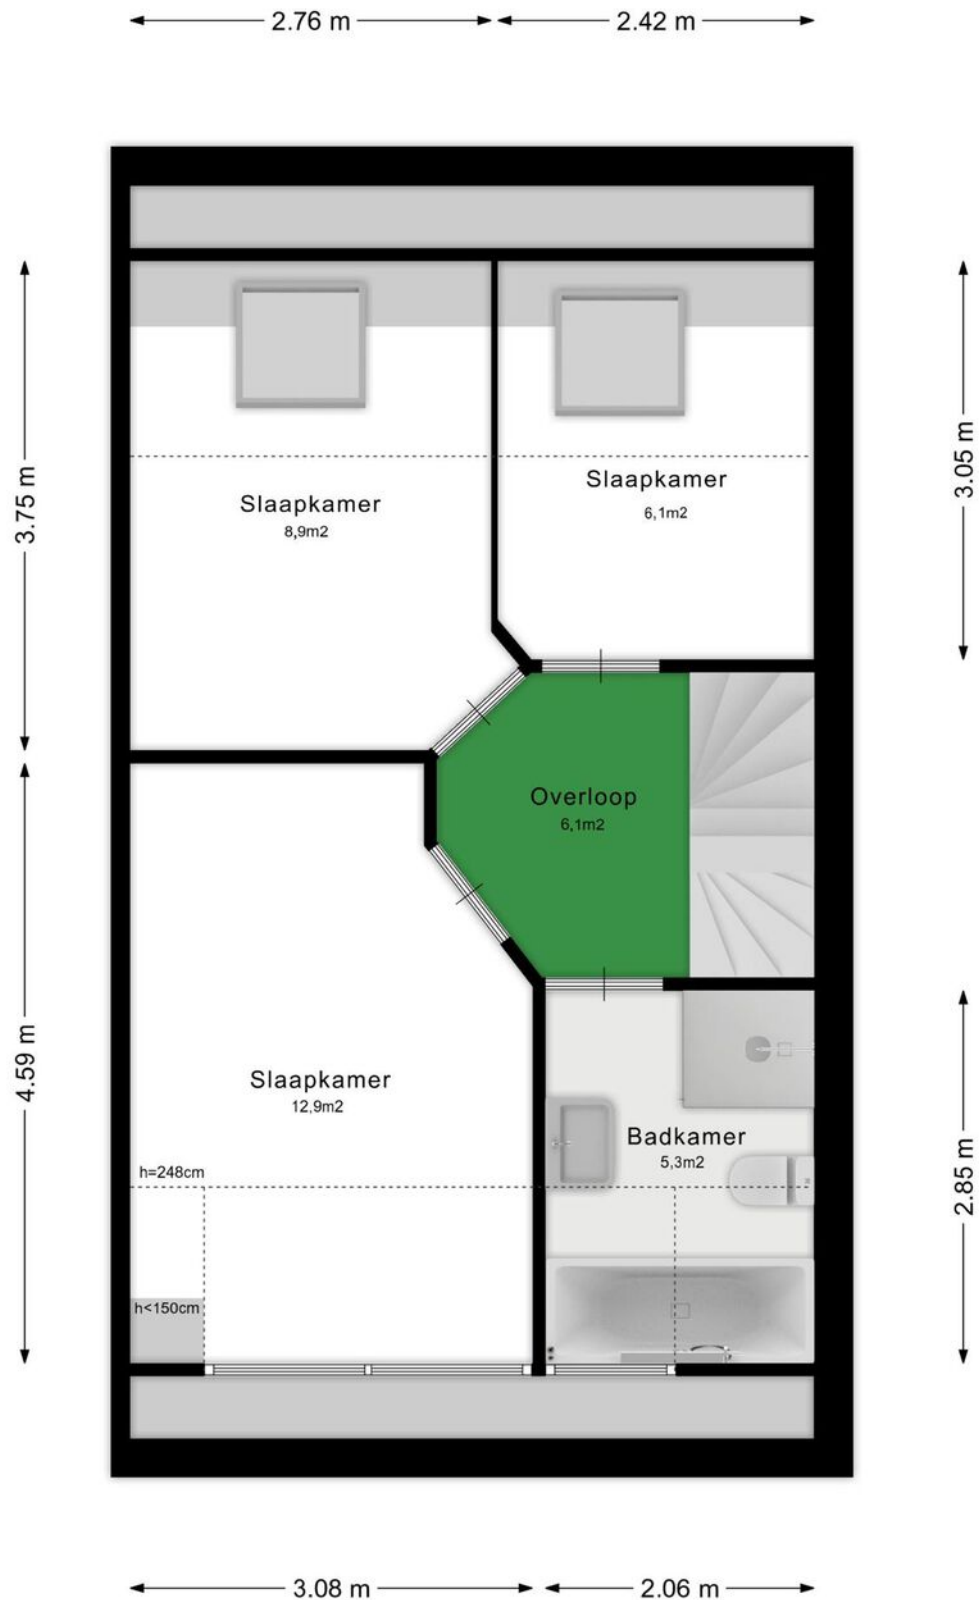 2.76 m
2.42 m
3.75 m
3.05 m
Slaapkamer
8,9m2
Slaapkamer
6,1m2
Overloop
6,1m2
4.59 m
2.85 m
Slaapkamer
12,9m2
Badkamer
5,3m2
h=248cm
h<150cm
3.08 m
2.06 m